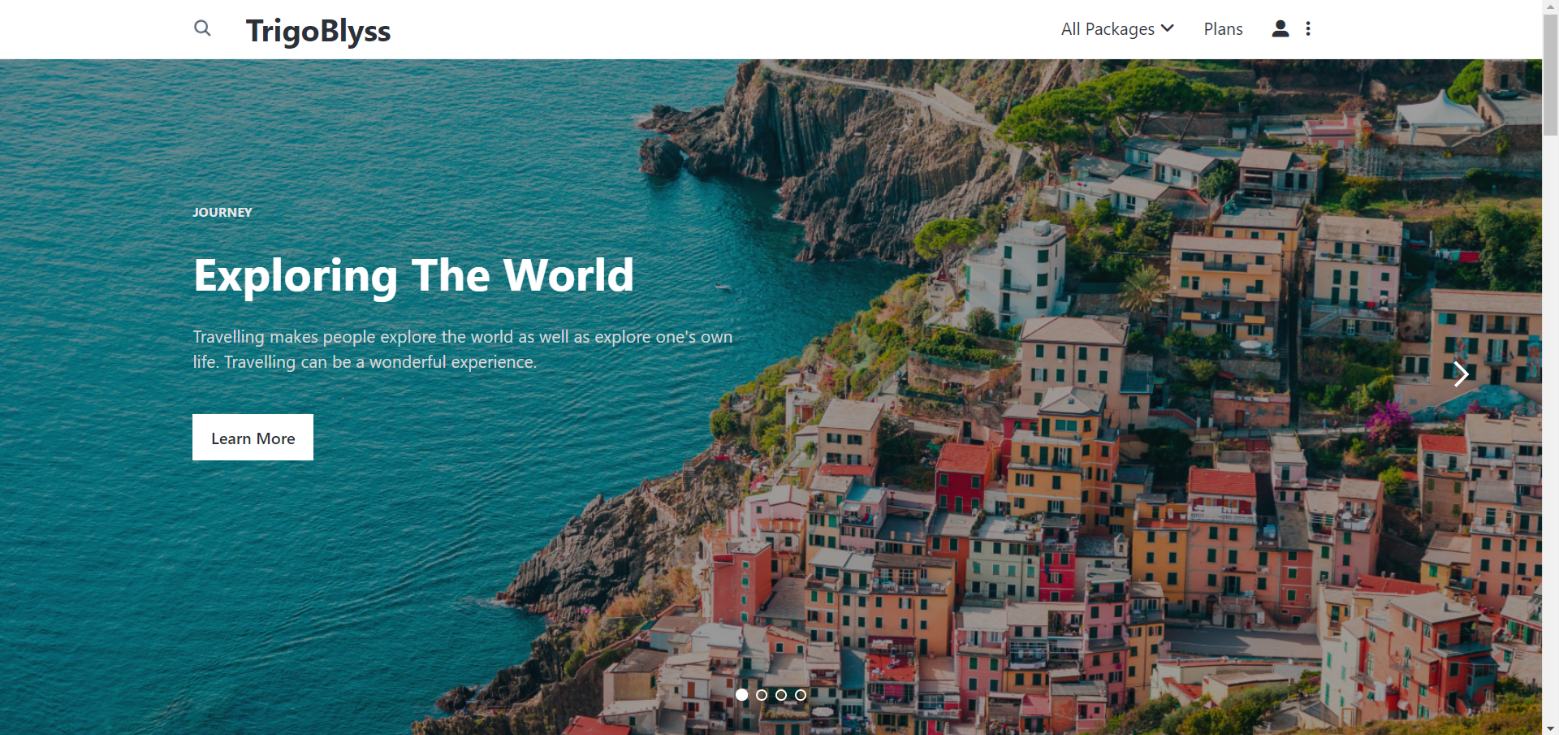 TrigoBlyss
All Packages
Plans
JOURNEY
Exploring The World
Travelling makes people explore the world as well as explore one's own
life. Travelling can be a wonderful experience.
Learn More